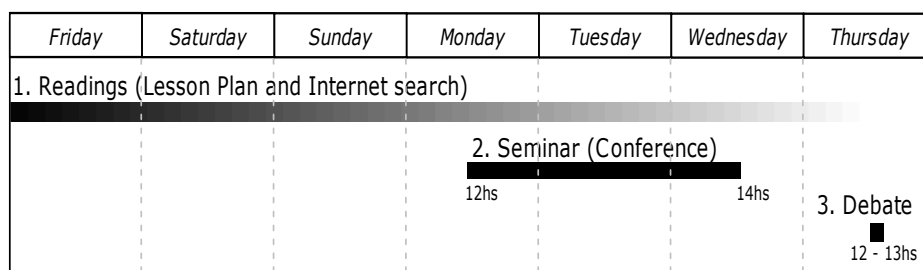 Friday Saturday Sunday Monday Tuesday Wednesday Thursday
1. Readings (Lesson Plan and Internet search)
2. Seminar (Conference)
12hs 14hs
3. Debate
12 - 13hs